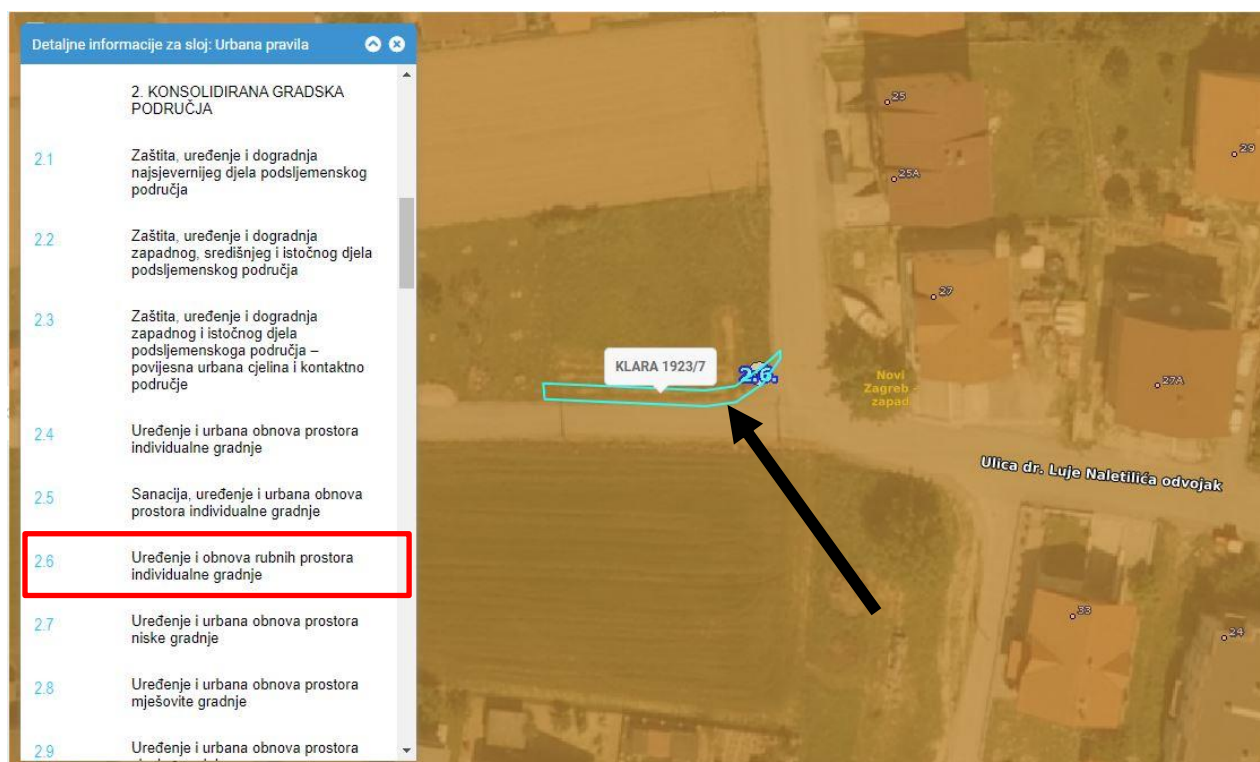 Detaljne informacije za sloj: Urbana pravila
2. KONSOLIDIRANA GRADSKA
PODRUČJA
2.1
Zaštita, uređenje i dogradnja
najsjevernijeg djela podsljemenskog
područja
2.2
Zaštita, uređenje i dogradnja
zapadnog, središnjeg i istočnog djela
podsljemenskog područja
2.3
Zaštita, uređenje i dogradnja
zapadnog i istočnog djela
podsljemenskoga područja –
povijesna urbana cjelina i kontaktno
područje
2.4
Uređenje i urbana obnova prostora
individualne gradnje
2.5
Sanacija, uređenje i urbana obnova
prostora individualne gradnje
2.6
Uređenje i obnova rubnih prostora
individualne gradnje
2.7
Uređenje i urbana obnova prostora
niske gradnje
2.8
Uređenje i urbana obnova prostora
mješovite gradnje
2.9
Uređenje i urbana obnova prostora
25
29
25A
27
KLARA 1923/7
2.6.
Novi
Zagreb -
zapad
27A
Ulica dr. Luje Naletilića odvojak
33
24